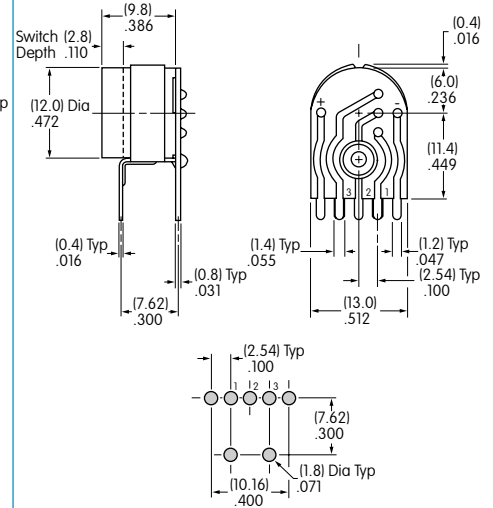 (9.8)
.386
Switch (2.8)
Depth .110
(12.0) Dia
.472
p
(0.4) Typ
.016
(0.8) Typ
.031
(7.62)
.300
(0.4)
.016
(6.0)
.236
+ + -
(11.4)
.449
3 2 1
(1.4) Typ
.055
(1.2) Typ
.047
(2.54) Typ
.100
(13.0)
.512
(2.54) Typ
.100
1 2 3
(7.62)
.300
(1.8) Dia Typ
.071
(10.16)
.400